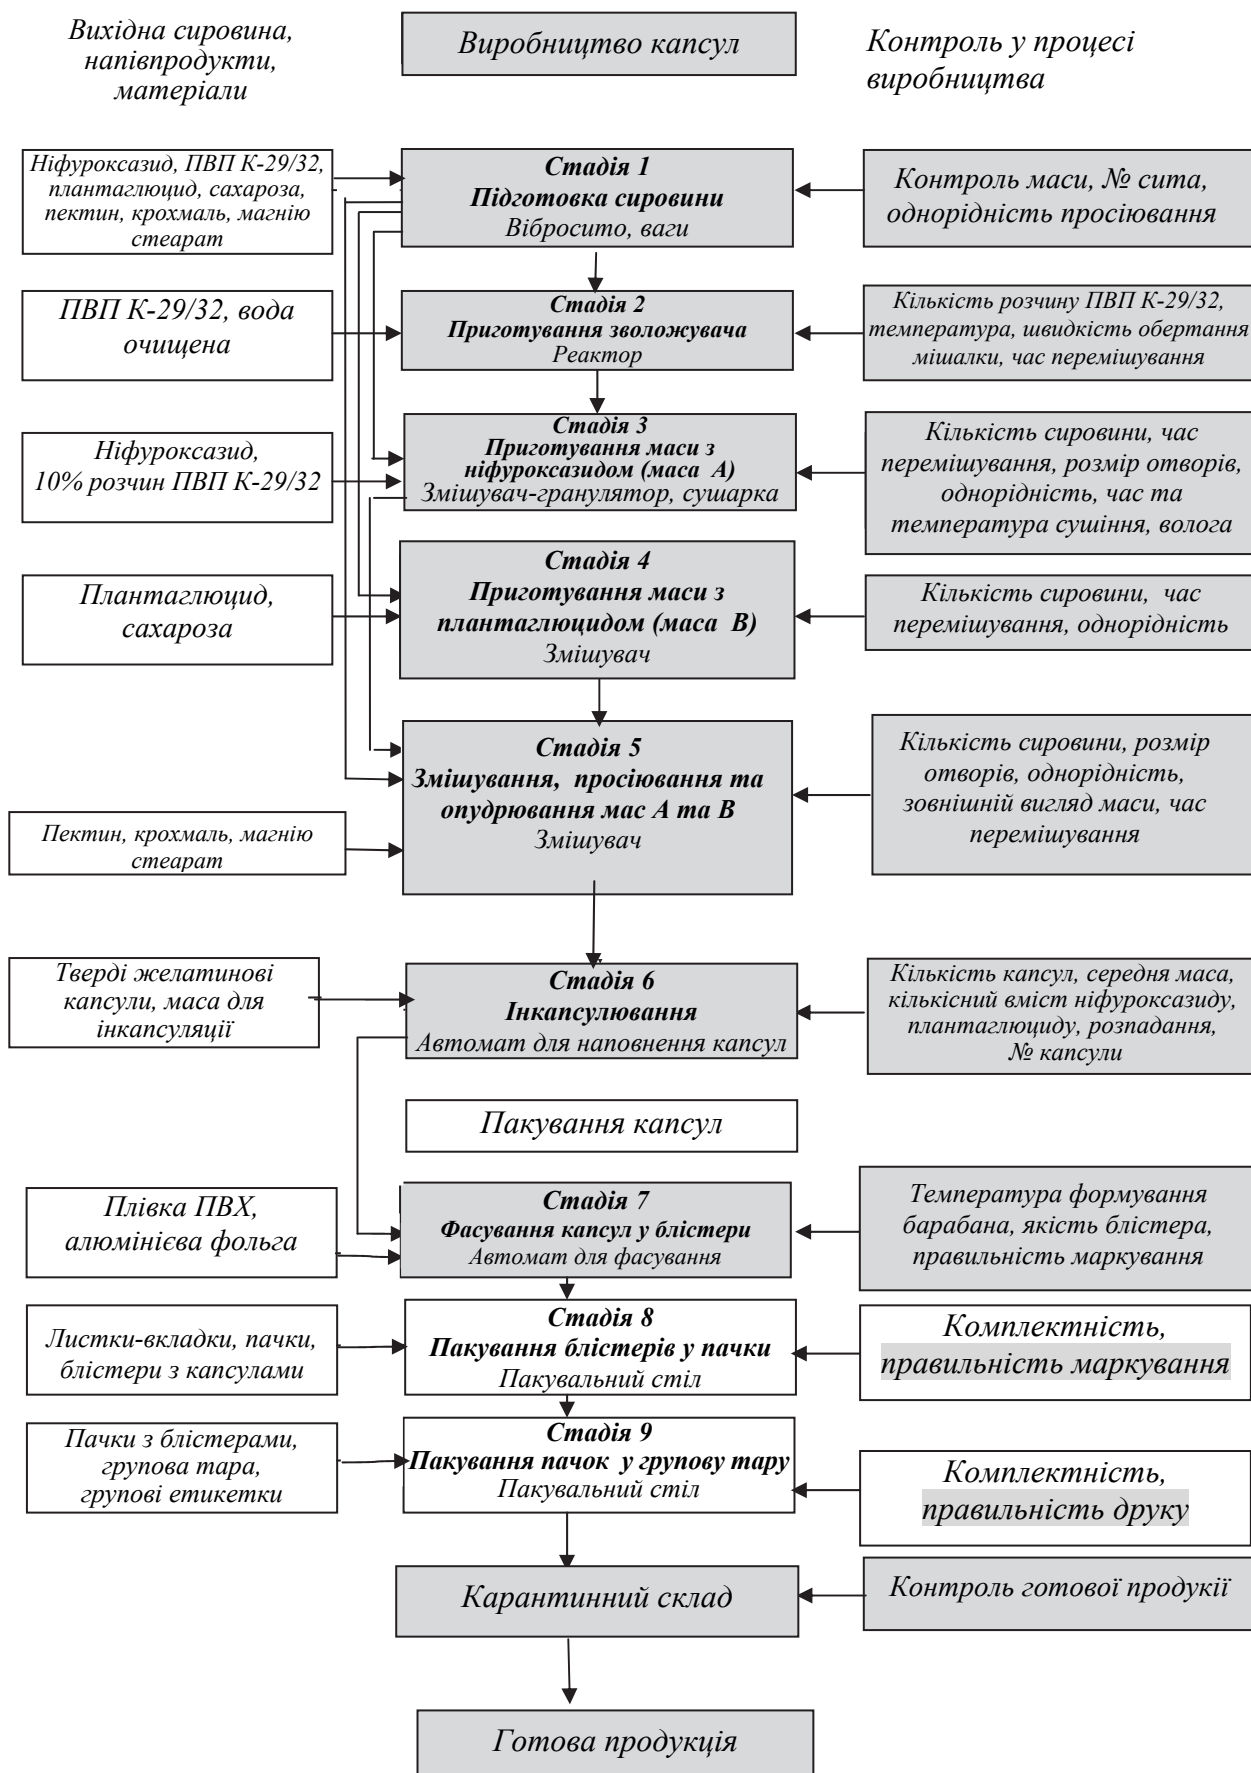 Вихідна сировина,
напівпродукти,
матеріали
Виробництво капсул
Контроль у процесі
виробництва
Ніфуроксазид, ПВП К-29/32,
плантаглюцид, сахароза,
пектин, крохмаль, магнію
стеарат
Стадія 1
Підготовка сировини
Вібросито, ваги
Контроль маси, № сита,
однорідність просіювання
ПВП К-29/32, вода
очищена
Стадія 2
Приготування зволожувача
Реактор
Кількість розчину ПВП К-29/32,
температура, швидкість обертання
мішалки, час перемішування
Ніфуроксазид,
10% розчин ПВП К-29/32
Стадія 3
Приготування маси з
ніфуроксазидом (маса А)
Змішувач-гранулятор, сушарка
Кількість сировини, час
перемішування, розмір отворів,
однорідність, час та
температура сушіння, волога
Плантаглюцид,
сахароза
Стадія 4
Приготування маси з
плантаглюцидом (маса В)
Змішувач
Кількість сировини, час
перемішування, однорідність
Стадія 5
Змішування, просіювання та
опудрювання мас А та В
Змішувач
Кількість сировини, розмір
отворів, однорідність,
зовнішній вигляд маси, час
перемішування
Пектин, крохмаль, магнію
стеарат
Тверді желатинові
капсули, маса для
інкапсуляції
Стадія 6
Інкапсулювання
Автомат для наповнення капсул
Кількість капсул, середня маса,
кількісний вміст ніфуроксазиду,
плантаглюциду, розпадання,
№ капсули
Пакування капсул
Плівка ПВХ,
алюмінієва фольга
Стадія 7
Фасування капсул у блістери
Автомат для фасування
Температура формування
барабана, якість блістера,
правильність маркування
Листки-вкладки, пачки,
блістери з капсулами
Стадія 8
Пакування блістерів у пачки
Пакувальний стіл
Комплектність,
правильність маркування
Пачки з блістерами,
групова тара,
групові етикетки
Стадія 9
Пакування пачок у групову тару
Пакувальний стіл
Комплектність,
правильність друку
Карантинний склад
Контроль готової продукії
Готова продукція